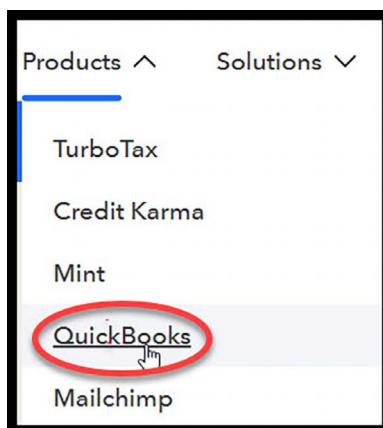 Products Solutions
TurboTax
Credit Karma
Mint
QuickBooks
Mailchimp